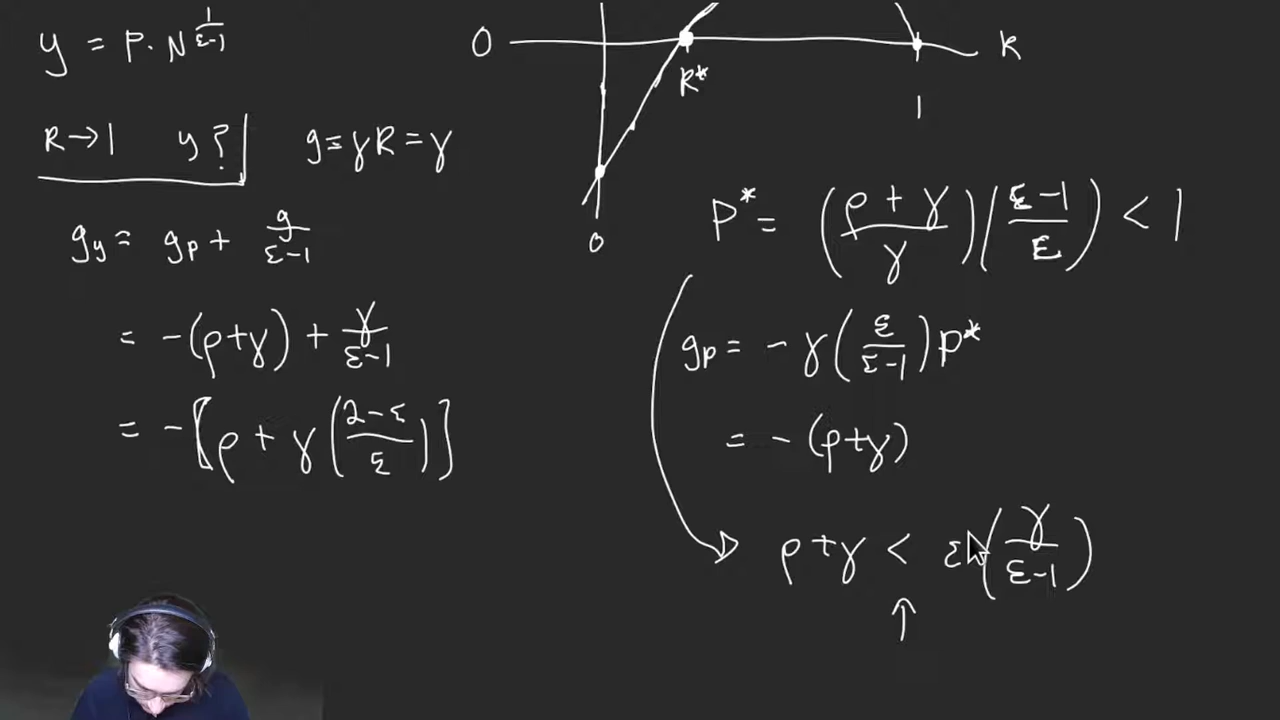 y = P · N^{1/(ε-1)}
R → 1   y?   g = γR = γ
g_y = g_P + g/(ε-1)
= -(ρ+γ) + γ/(ε-1)
= -[ρ + γ((2-ε)/ε)]
0   R
R*
1
0
P* = ((ρ+γ)/γ)((ε-1)/ε) < 1
g_P = -γ(ε/(ε-1))P*
= -(ρ+γ)
→ ρ+γ < ε(γ/(ε-1))
↑